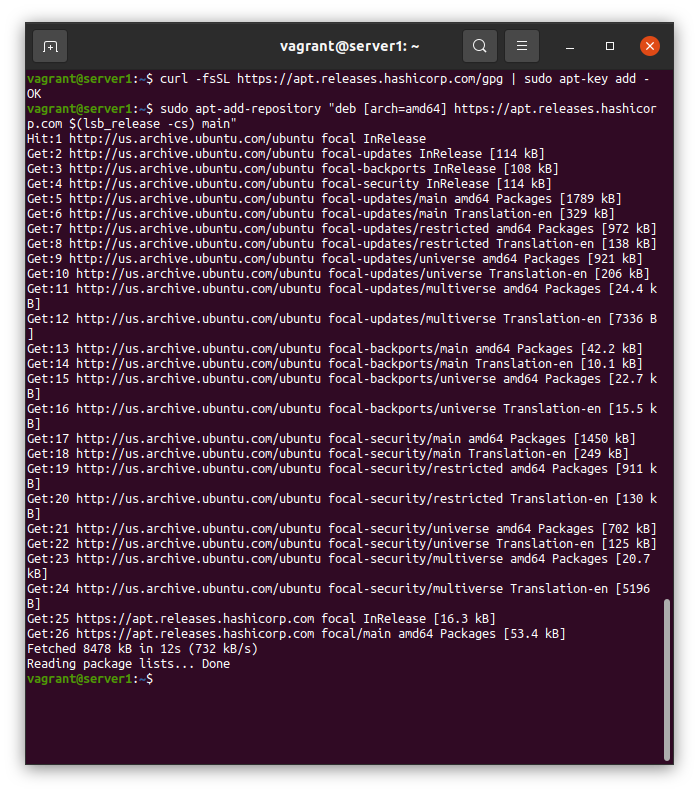 vagrant@server1: ~
vagrant@server1:~$ curl -fsSL https://apt.releases.hashicorp.com/gpg | sudo apt-key add -
OK
vagrant@server1:~$ sudo apt-add-repository "deb [arch=amd64] https://apt.releases.hashicor
p.com $(lsb_release -cs) main"
Hit:1 http://us.archive.ubuntu.com/ubuntu focal InRelease
Get:2 http://us.archive.ubuntu.com/ubuntu focal-updates InRelease [114 kB]
Get:3 http://us.archive.ubuntu.com/ubuntu focal-backports InRelease [108 kB]
Get:4 http://us.archive.ubuntu.com/ubuntu focal-security InRelease [114 kB]
Get:5 http://us.archive.ubuntu.com/ubuntu focal-updates/main amd64 Packages [1789 kB]
Get:6 http://us.archive.ubuntu.com/ubuntu focal-updates/main Translation-en [329 kB]
Get:7 http://us.archive.ubuntu.com/ubuntu focal-updates/restricted amd64 Packages [972 kB]
Get:8 http://us.archive.ubuntu.com/ubuntu focal-updates/restricted Translation-en [138 kB]
Get:9 http://us.archive.ubuntu.com/ubuntu focal-updates/universe amd64 Packages [921 kB]
Get:10 http://us.archive.ubuntu.com/ubuntu focal-updates/universe Translation-en [206 kB]
Get:11 http://us.archive.ubuntu.com/ubuntu focal-updates/multiverse amd64 Packages [24.4 k
B]
Get:12 http://us.archive.ubuntu.com/ubuntu focal-updates/multiverse Translation-en [7336 B
]
Get:13 http://us.archive.ubuntu.com/ubuntu focal-backports/main amd64 Packages [42.2 kB]
Get:14 http://us.archive.ubuntu.com/ubuntu focal-backports/main Translation-en [10.1 kB]
Get:15 http://us.archive.ubuntu.com/ubuntu focal-backports/universe amd64 Packages [22.7 k
B]
Get:16 http://us.archive.ubuntu.com/ubuntu focal-backports/universe Translation-en [15.5 k
B]
Get:17 http://us.archive.ubuntu.com/ubuntu focal-security/main amd64 Packages [1450 kB]
Get:18 http://us.archive.ubuntu.com/ubuntu focal-security/main Translation-en [249 kB]
Get:19 http://us.archive.ubuntu.com/ubuntu focal-security/restricted amd64 Packages [911 k
B]
Get:20 http://us.archive.ubuntu.com/ubuntu focal-security/restricted Translation-en [130 k
B]
Get:21 http://us.archive.ubuntu.com/ubuntu focal-security/universe amd64 Packages [702 kB]
Get:22 http://us.archive.ubuntu.com/ubuntu focal-security/universe Translation-en [125 kB]
Get:23 http://us.archive.ubuntu.com/ubuntu focal-security/multiverse amd64 Packages [20.7 
kB]
Get:24 http://us.archive.ubuntu.com/ubuntu focal-security/multiverse Translation-en [5196 
B]
Get:25 https://apt.releases.hashicorp.com focal InRelease [16.3 kB]
Get:26 https://apt.releases.hashicorp.com focal/main amd64 Packages [53.4 kB]
Fetched 8478 kB in 12s (732 kB/s)
Reading package lists... Done
vagrant@server1:~$